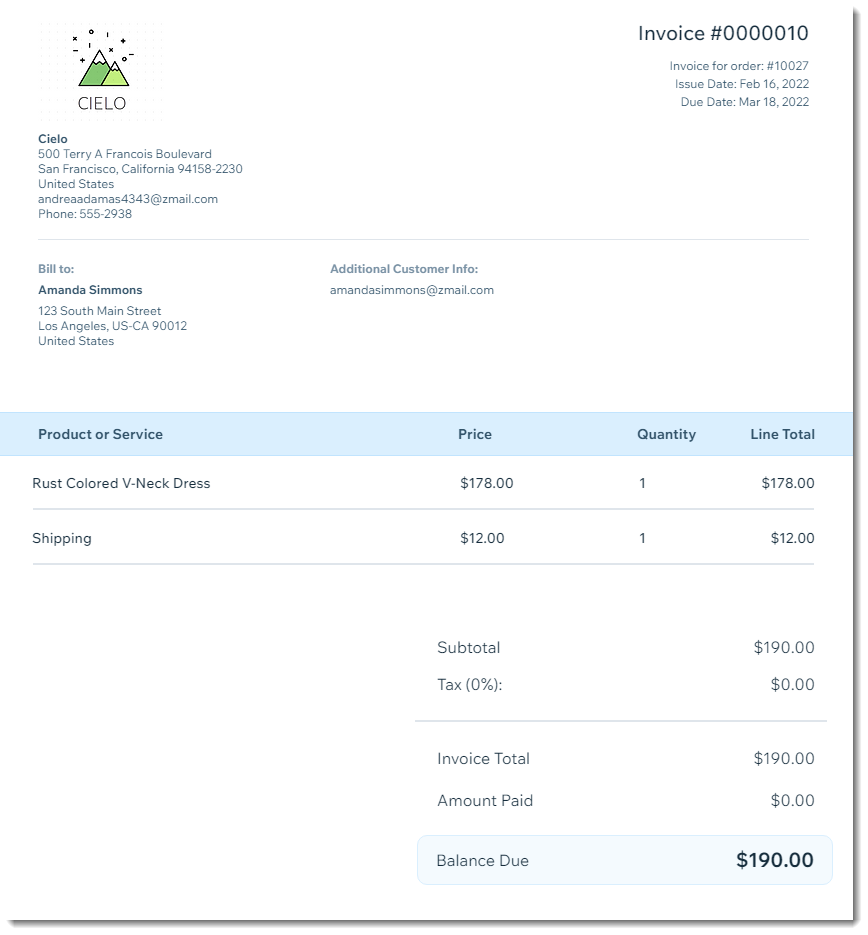 CIELO
Invoice #0000010
Invoice for order: #10027
Issue Date: Feb 16, 2022
Due Date: Mar 18, 2022
Cielo
500 Terry A Francois Boulevard
San Francisco, California 94158-2230
United States
andreaadamas4343@zmail.com
Phone: 555-2938
Bill to:
Amanda Simmons
123 South Main Street
Los Angeles, US-CA 90012
United States
Additional Customer Info:
amandasimmons@zmail.com
Product or Service Price Quantity Line Total
Rust Colored V-Neck Dress $178.00 1 $178.00
Shipping $12.00 1 $12.00
Subtotal $190.00
Tax (0%): $0.00
Invoice Total $190.00
Amount Paid $0.00
Balance Due $190.00